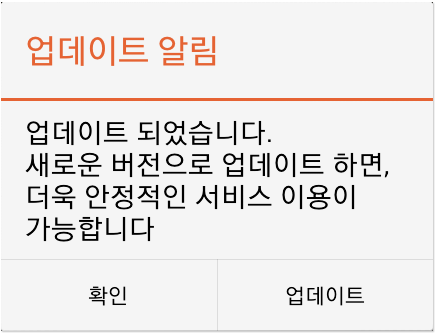 업데이트 알림
업데이트 되었습니다.
새로운 버전으로 업데이트 하면,
더욱 안정적인 서비스 이용이
가능합니다
확인
업데이트